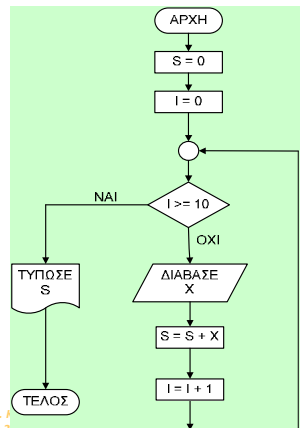 ΑΡΧΗ
S = 0
I = 0
I >= 10
ΝΑΙ
ΟΧΙ
ΤΥΠΩΣΕ
S
ΔΙΑΒΑΣΕ
X
S = S + X
I = I + 1
ΤΕΛΟΣ